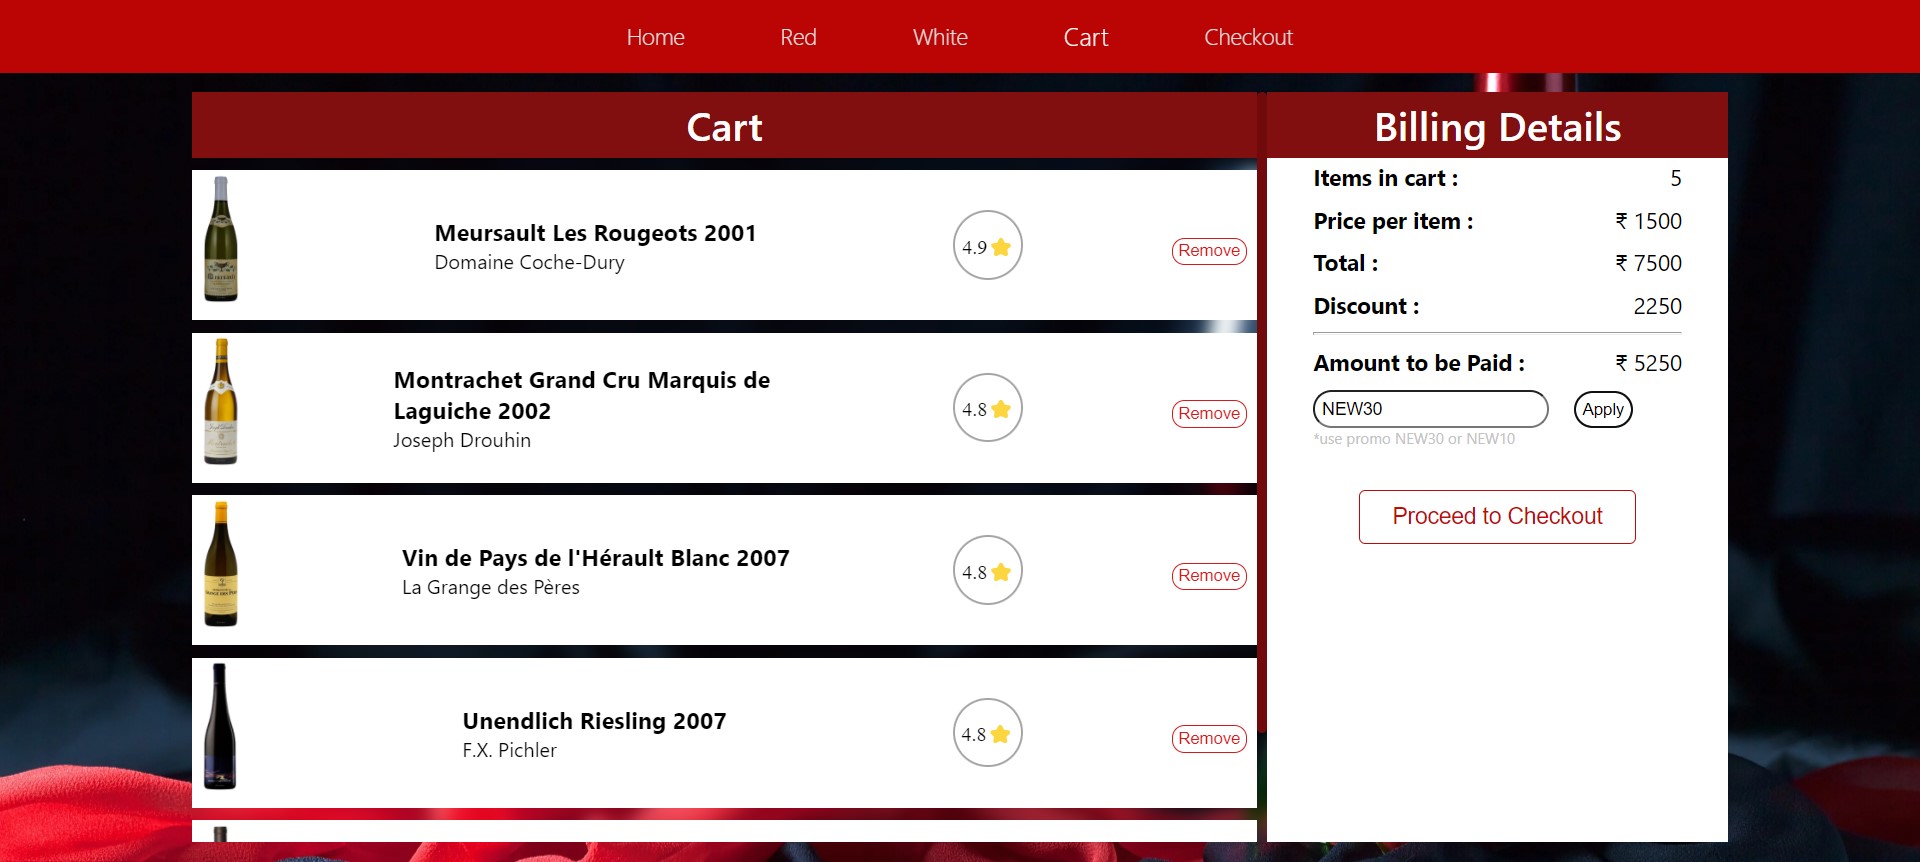 Home Red White Cart Checkout
Cart
Meursault Les Rougeots 2001
Domaine Coche-Dury
4.9
Remove
Montrachet Grand Cru Marquis de
Laguiche 2002
Joseph Drouhin
4.8
Remove
Vin de Pays de l'Hérault Blanc 2007
La Grange des Pères
4.8
Remove
Unendlich Riesling 2007
F.X. Pichler
4.8
Remove
Billing Details
Items in cart : 5
Price per item : ₹ 1500
Total : ₹ 7500
Discount : 2250
Amount to be Paid : ₹ 5250
NEW30 Apply
*use promo NEW30 or NEW10
Proceed to Checkout